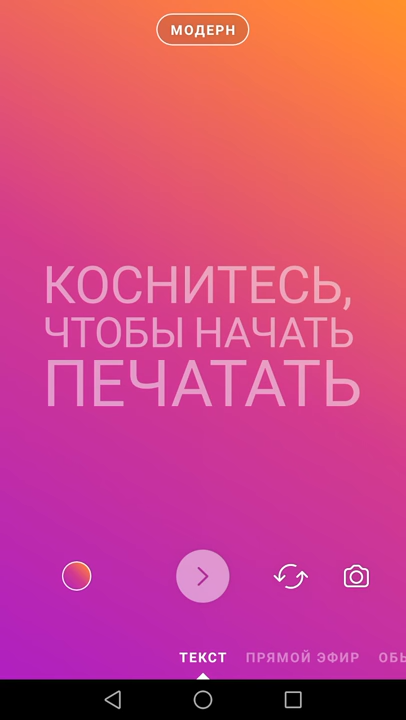 МОДЕРН
КОСНИТЕСЬ,
ЧТОБЫ НАЧАТЬ
ПЕЧАТАТЬ
ТЕКСТ ПРЯМОЙ ЭФИР